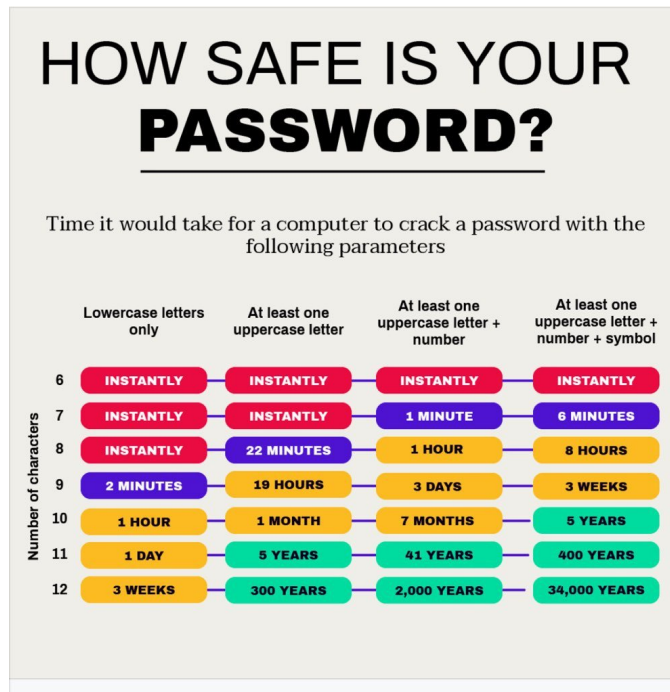 HOW SAFE IS YOUR
PASSWORD?
Time it would take for a computer to crack a password with the
following parameters
Lowercase letters
only
At least one
uppercase letter
At least one
uppercase letter +
number
At least one
uppercase letter +
number + symbol
Number of characters
6 INSTANTLY INSTANTLY INSTANTLY INSTANTLY
7 INSTANTLY INSTANTLY 1 MINUTE 6 MINUTES
8 INSTANTLY 22 MINUTES 1 HOUR 8 HOURS
9 2 MINUTES 19 HOURS 3 DAYS 3 WEEKS
10 1 HOUR 1 MONTH 7 MONTHS 5 YEARS
11 1 DAY 5 YEARS 41 YEARS 400 YEARS
12 3 WEEKS 300 YEARS 2,000 YEARS 34,000 YEARS